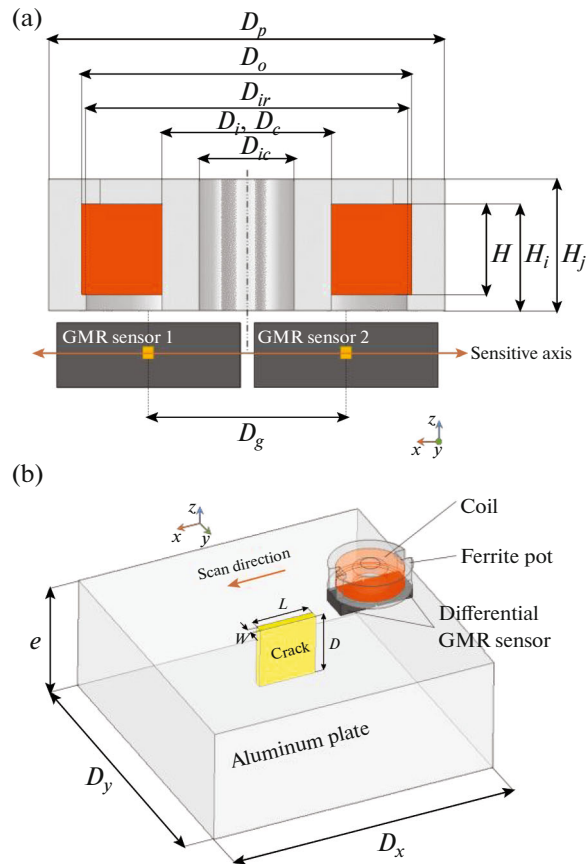 (a)
D_p
D_o
D_ir
D_i, D_c
D_ic
H H_i H_j
GMR sensor 1 GMR sensor 2
Sensitive axis
D_g
z
x y
(b)
z
x y
Scan direction
Coil
Ferrite pot
Differential
GMR sensor
L
W
D
Crack
e
Aluminum plate
D_y
D_x